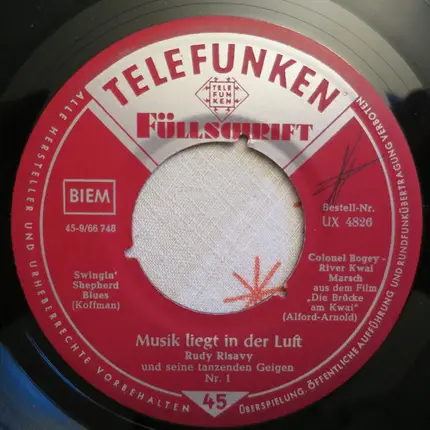 TELEFUNKEN
TELE
FUN
KEN
FÜLLSCHRIFT
BIEM
45-9/66 748
Bestell-Nr.
UX 4826
Swingin'
Shepherd
Blues
(Koffman)
Colonel Bogey -
River Kwai
Marsch
aus dem Film
„Die Brücke
am Kwai"
(Alford-Arnold)
Musik liegt in der Luft
Rudy Risavy
und seine tanzenden Geigen
Nr. I
45
ALLE HERSTELLER UND URHEBERRECHTE VORBEHALTEN
ÜBERSPIELUNG, ÖFFENTLICHE AUFFÜHRUNG UND RUNDFUNKÜBERTRAGUNG VERBOTEN